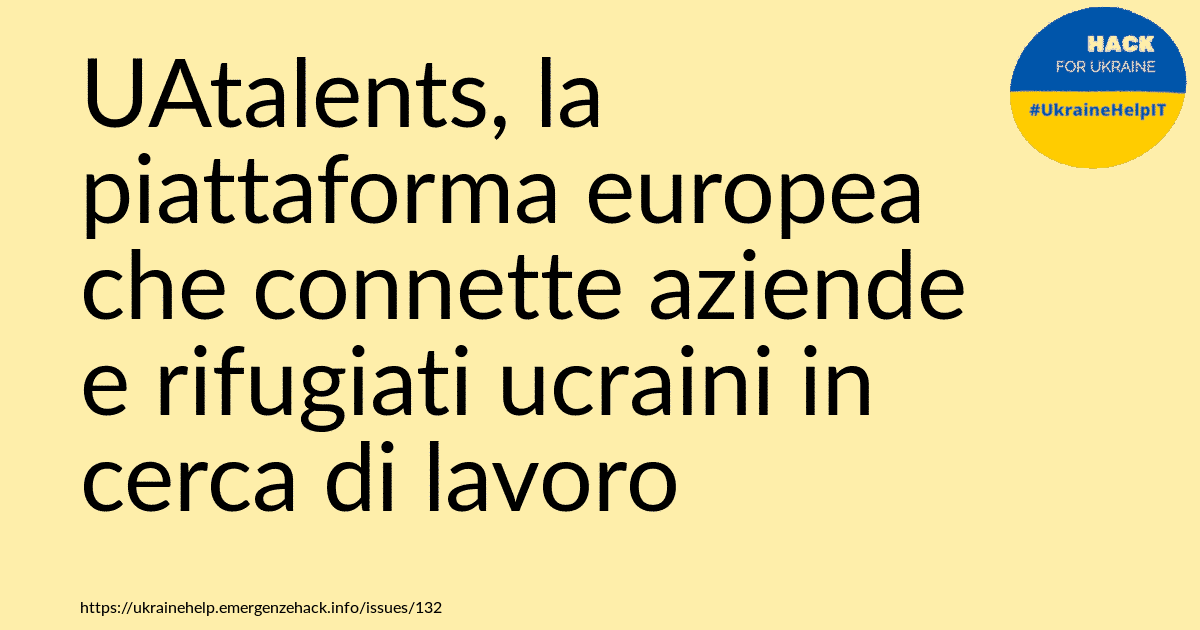 UAtalents, la
piattaforma europea
che connette aziende
e rifugiati ucraini in
cerca di lavoro
HACK
FOR UKRAINE
#UkraineHelpIT
https://ukrainehelp.emergenzehack.info/issues/132